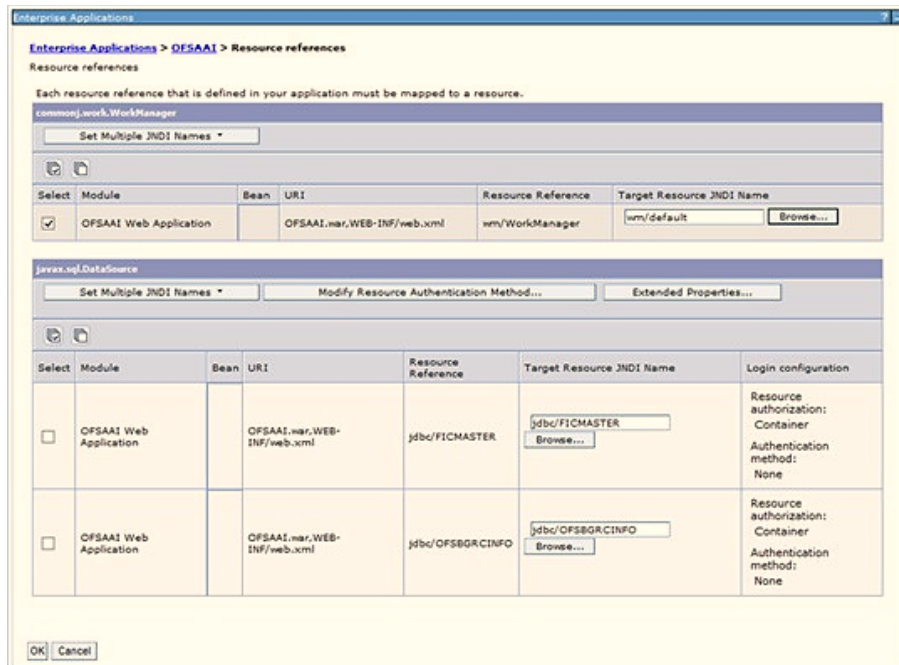 Enterprise Applications ? –
Enterprise Applications > OFSAAI > Resource references
Resource references
Each resource reference that is defined in your application must be mapped to a resource.
commonj.work.WorkManager
Set Multiple JNDI Names
Select Module Bean URI Resource Reference Target Resource JNDI Name
OFSAAI Web Application OFSAAI.war,WEB-INF/web.xml wm/WorkManager wm/default Browse...
javax.sql.DataSource
Set Multiple JNDI Names Modify Resource Authentication Method... Extended Properties...
Select Module Bean URI Resource Reference Target Resource JNDI Name Login configuration
OFSAAI Web Application OFSAAI.war,WEB-INF/web.xml jdbc/FICMASTER jdbc/FICMASTER Browse... Resource authorization: Container Authentication method: None
OFSAAI Web Application OFSAAI.war,WEB-INF/web.xml jdbc/OFSBGRCINFO jdbc/OFSBGRCINFO Browse... Resource authorization: Container Authentication method: None
OK Cancel